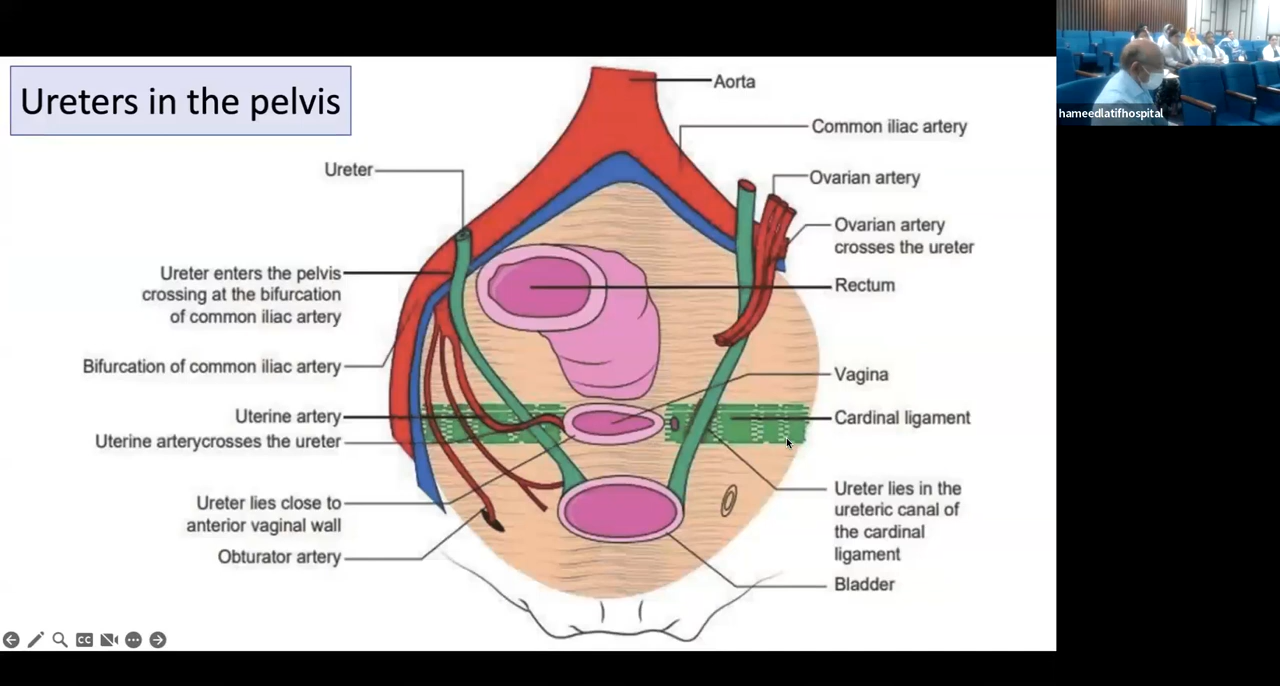 Ureters in the pelvis
Aorta
Common iliac artery
Ureter
Ovarian artery
Ovarian artery
crosses the ureter
Ureter enters the pelvis
crossing at the bifurcation
of common iliac artery
Rectum
Bifurcation of common iliac artery
Vagina
Uterine artery
Cardinal ligament
Uterine arterycrosses the ureter
Ureter lies close to
anterior vaginal wall
Ureter lies in the
ureteric canal of
the cardinal
ligament
Obturator artery
Bladder
CC
hameedlatifhospital